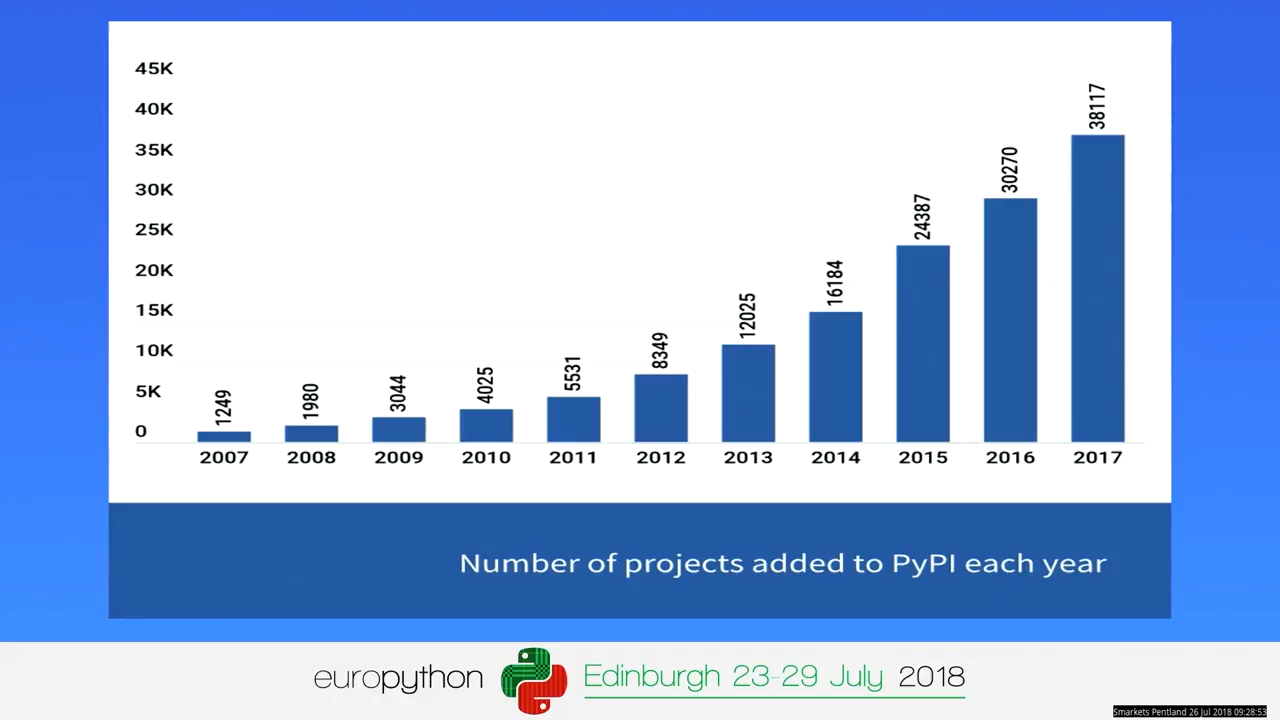 45K
40K
35K
30K
25K
20K
15K
10K
5K
0
1249
1980
3044
4025
5531
8349
12025
16184
24387
30270
38117
2007 2008 2009 2010 2011 2012 2013 2014 2015 2016 2017
Number of projects added to PyPI each year
europython Edinburgh 23-29 July 2018
Smarkets Pentland 26 Jul 2018 09:28:53